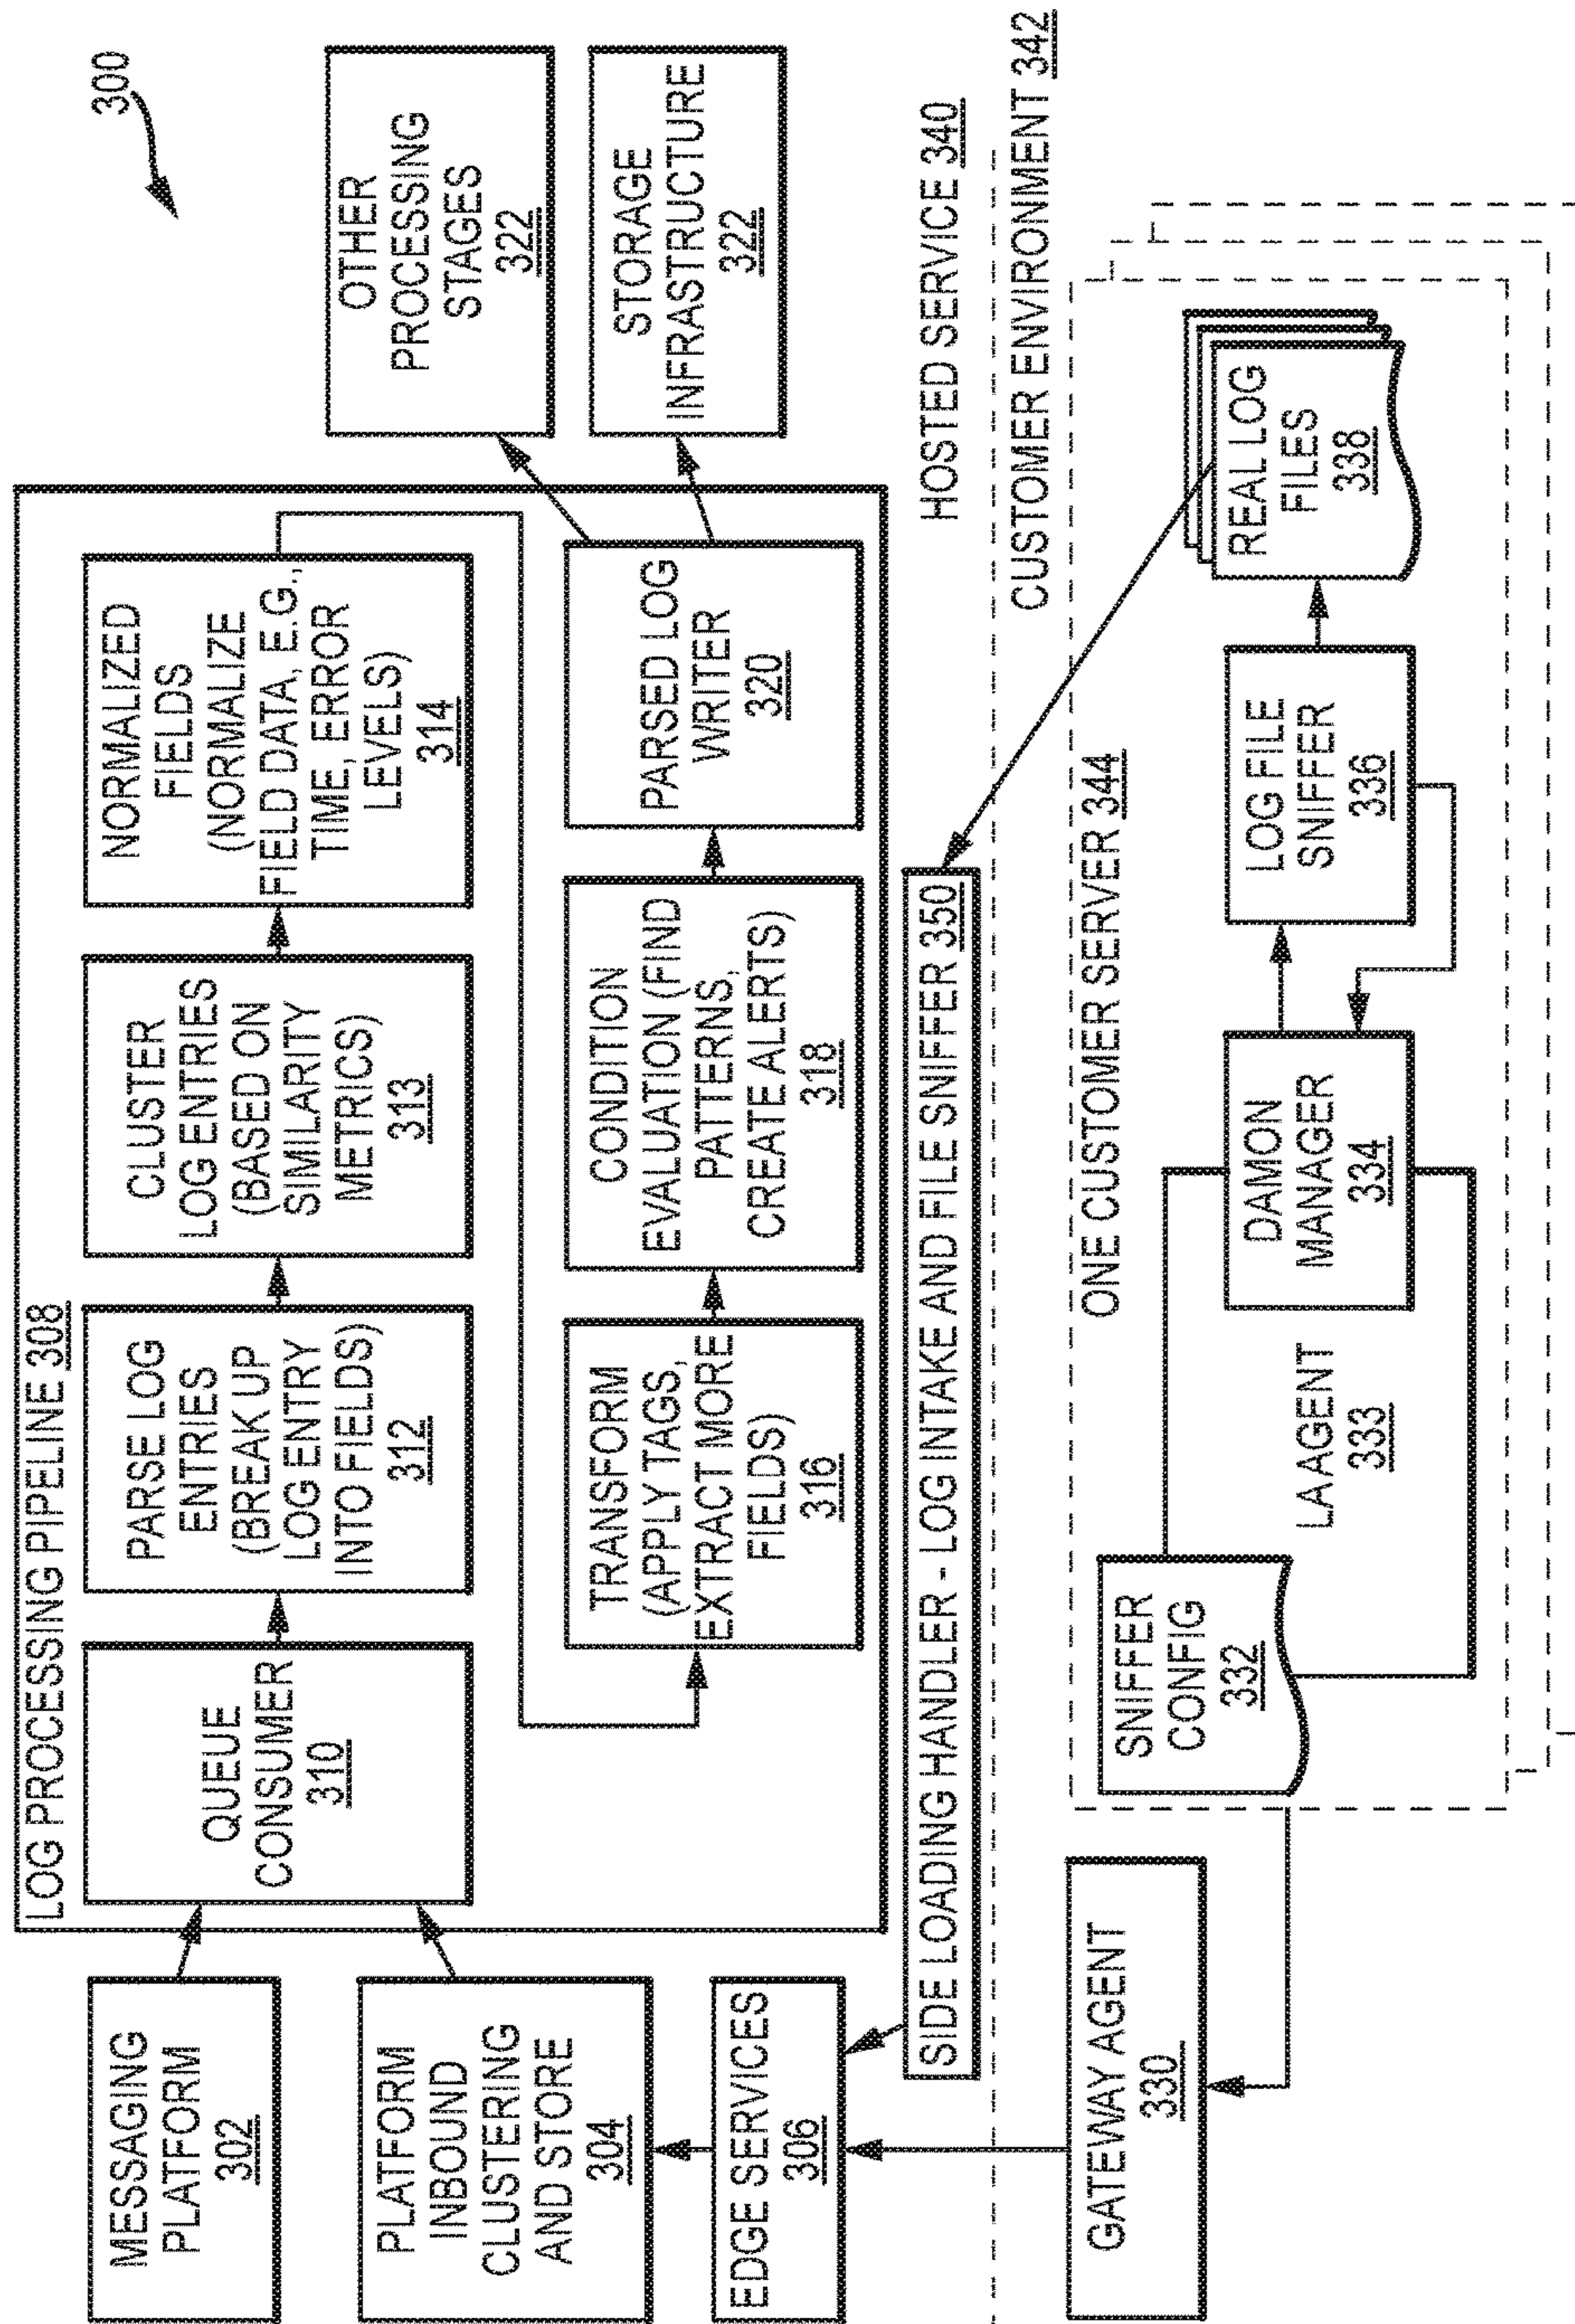 300
LOG PROCESSING PIPELINE 308
MESSAGING
PLATFORM
302
PLATFORM
INBOUND
CLUSTERING
AND STORE
304
EDGE SERVICES
306
QUEUE
CONSUMER
310
PARSE LOG
ENTRIES
(BREAK UP
LOG ENTRY
INTO FIELDS)
312
CLUSTER
LOG ENTRIES
(BASED ON
SIMILARITY
METRICS)
313
NORMALIZED
FIELDS
(NORMALIZE
FIELD DATA, E.G.,
TIME, ERROR
LEVELS)
314
TRANSFORM
(APPLY TAGS,
EXTRACT MORE
FIELDS)
316
CONDITION
EVALUATION (FIND
PATTERNS,
CREATE ALERTS)
318
PARSED LOG
WRITER
320
OTHER
PROCESSING
STAGES
322
STORAGE
INFRASTRUCTURE
322
SIDE LOADING HANDLER - LOG INTAKE AND FILE SNIFFER 350
HOSTED SERVICE 340
CUSTOMER ENVIRONMENT 342
GATEWAY AGENT
330
ONE CUSTOMER SERVER 344
SNIFFER
CONFIG
332
LA AGENT
333
DAMON
MANAGER
334
LOG FILE
SNIFFER
336
REAL LOG
FILES
338